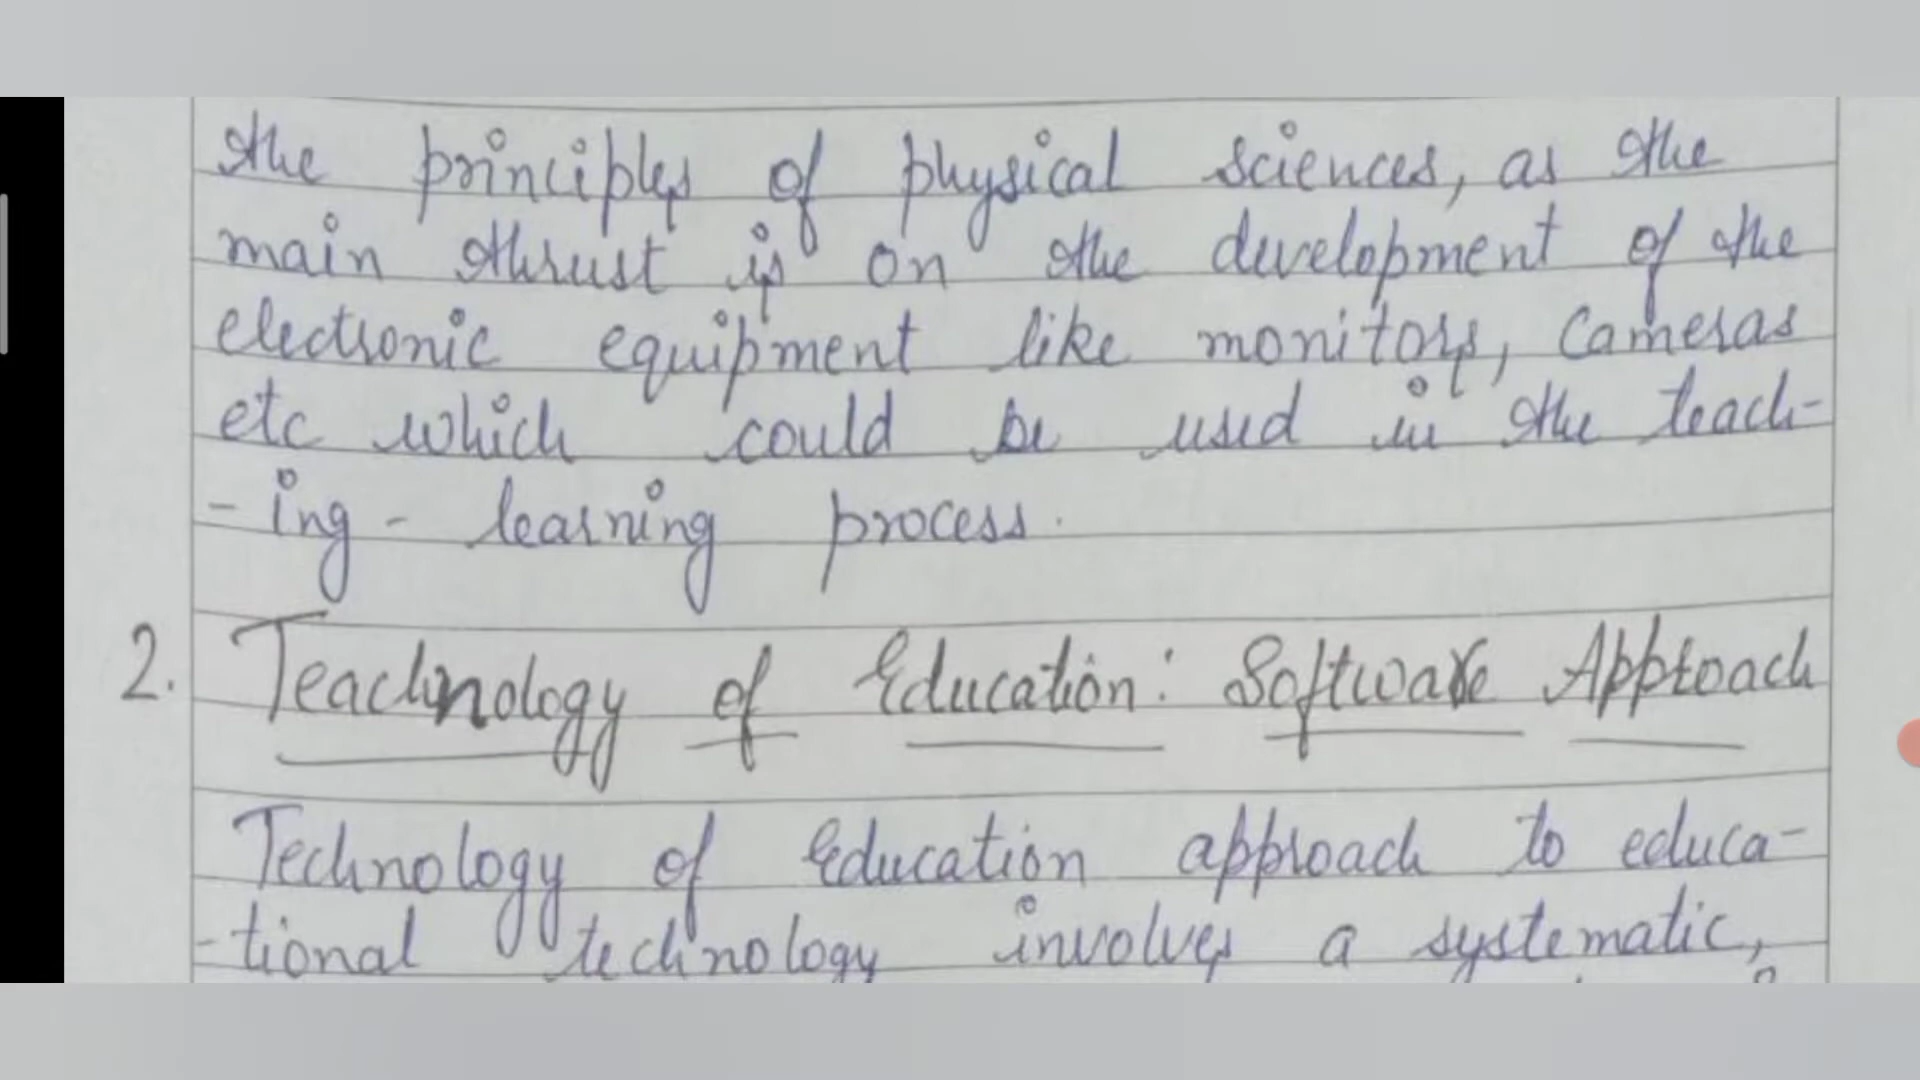 the principles of physical sciences, as the
main thrust is on the development of the
electronic equipment like monitors, cameras
etc which could be used in the teach-
-ing - learning process.
2. Teachnology of Education: Software Approach
Technology of Education approach to educa-
-tional technology involves a systematic,